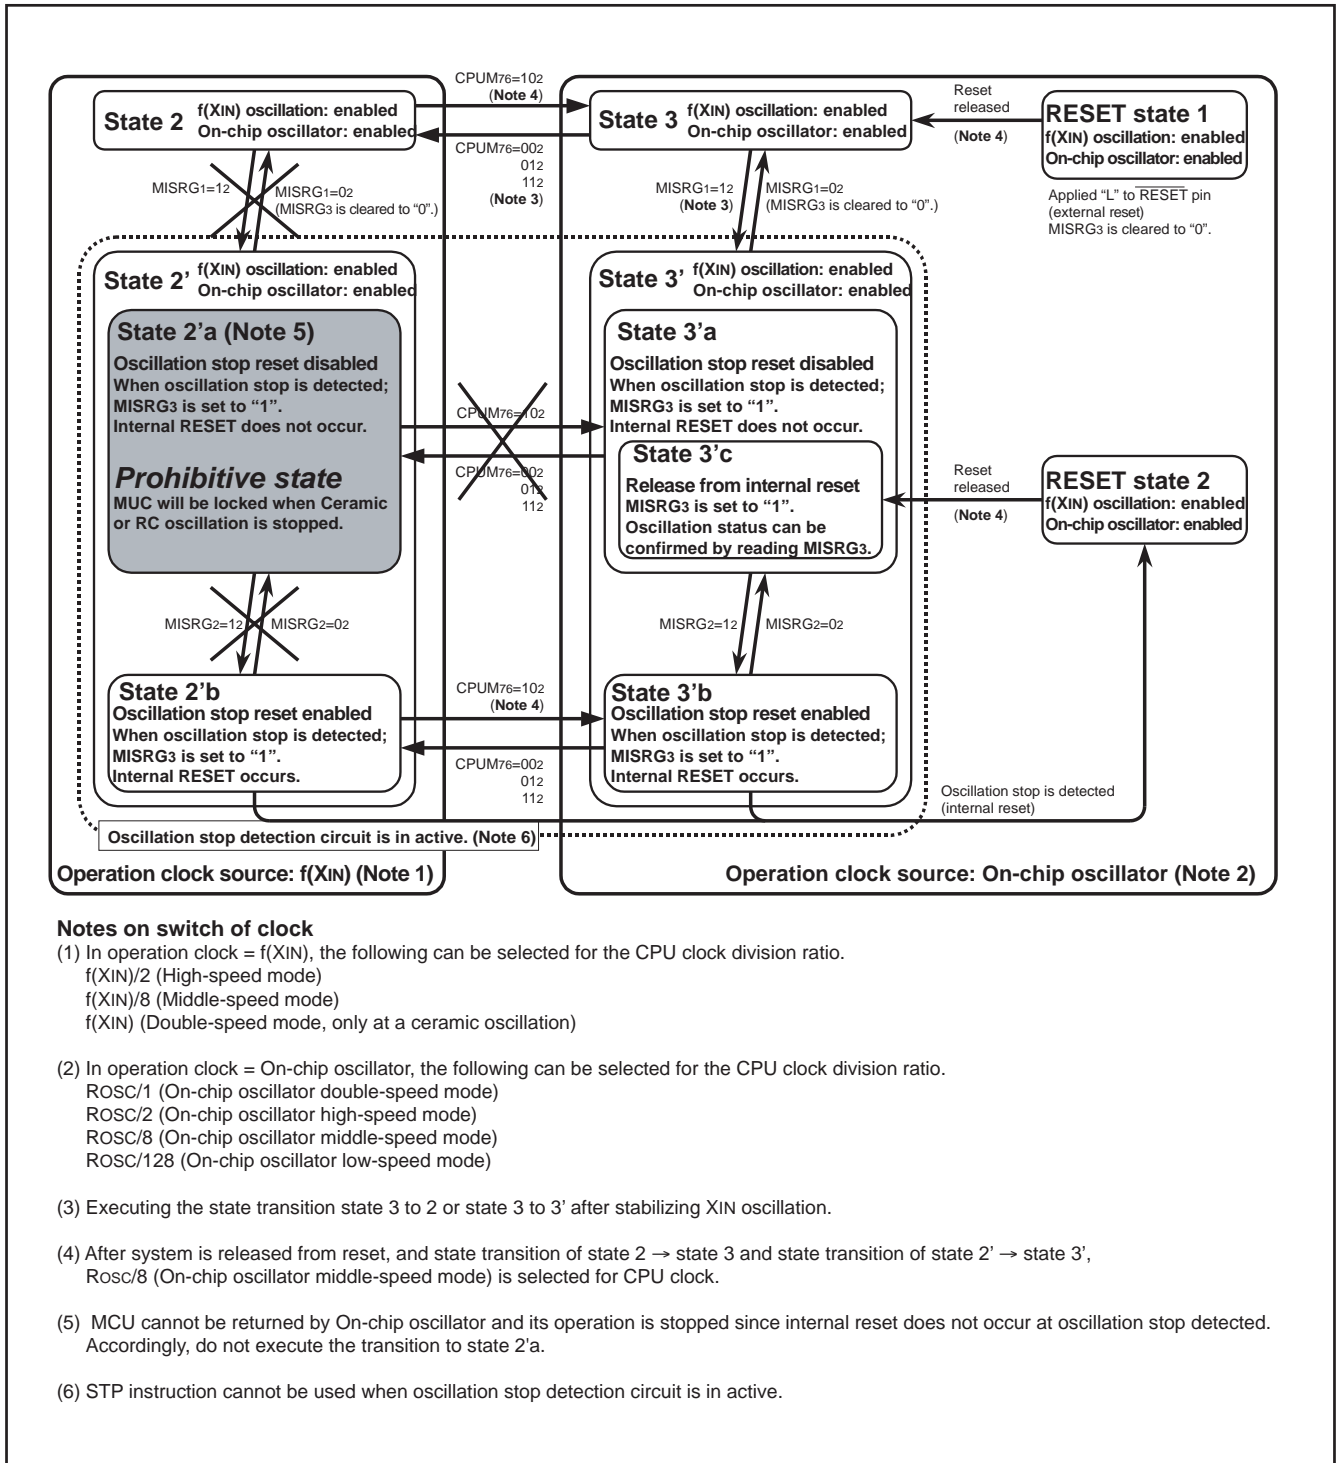 CPUM76=102
(Note 4)
State 2
f(XIN) oscillation: enabled
On-chip oscillator: enabled
State 3
f(XIN) oscillation: enabled
On-chip oscillator: enabled
Reset
released
(Note 4)
RESET state 1
f(XIN) oscillation: enabled
On-chip oscillator: enabled
CPUM76=002
012
112
(Note 3)
MISRG1=12
MISRG1=02
(MISRG3 is cleared to “0”.)
MISRG1=12
(Note 3)
MISRG1=02
(MISRG3 is cleared to “0”.)
Applied “L” to RESET pin
(external reset)
MISRG3 is cleared to “0”.
State 2'
f(XIN) oscillation: enabled
On-chip oscillator: enabled
State 3'
f(XIN) oscillation: enabled
On-chip oscillator: enabled
State 2’a (Note 5)
Oscillation stop reset disabled
When oscillation stop is detected;
MISRG3 is set to “1”.
Internal RESET does not occur.
Prohibitive state
MUC will be locked when Ceramic
or RC oscillation is stopped.
CPUM76=102
CPUM76=002
012
112
State 3’a
Oscillation stop reset disabled
When oscillation stop is detected;
MISRG3 is set to “1”.
Internal RESET does not occur.
State 3’c
Release from internal reset
MISRG3 is set to “1”.
Oscillation status can be
confirmed by reading MISRG3.
Reset
released
(Note 4)
RESET state 2
f(XIN) oscillation: enabled
On-chip oscillator: enabled
MISRG2=12
MISRG2=02
MISRG2=12
MISRG2=02
State 2’b
Oscillation stop reset enabled
When oscillation stop is detected;
MISRG3 is set to “1”.
Internal RESET occurs.
CPUM76=102
(Note 4)
CPUM76=002
012
112
State 3’b
Oscillation stop reset enabled
When oscillation stop is detected;
MISRG3 is set to “1”.
Internal RESET occurs.
Oscillation stop is detected
(internal reset)
Oscillation stop detection circuit is in active. (Note 6)
Operation clock source: f(XIN) (Note 1)
Operation clock source: On-chip oscillator (Note 2)
Notes on switch of clock
(1) In operation clock = f(XIN), the following can be selected for the CPU clock division ratio.
f(XIN)/2 (High-speed mode)
f(XIN)/8 (Middle-speed mode)
f(XIN) (Double-speed mode, only at a ceramic oscillation)
(2) In operation clock = On-chip oscillator, the following can be selected for the CPU clock division ratio.
ROSC/1 (On-chip oscillator double-speed mode)
ROSC/2 (On-chip oscillator high-speed mode)
ROSC/8 (On-chip oscillator middle-speed mode)
ROSC/128 (On-chip oscillator low-speed mode)
(3) Executing the state transition state 3 to 2 or state 3 to 3’ after stabilizing XIN oscillation.
(4) After system is released from reset, and state transition of state 2 → state 3 and state transition of state 2’ → state 3’,
ROSC/8 (On-chip oscillator middle-speed mode) is selected for CPU clock.
(5) MCU cannot be returned by On-chip oscillator and its operation is stopped since internal reset does not occur at oscillation stop detected.
Accordingly, do not execute the transition to state 2’a.
(6) STP instruction cannot be used when oscillation stop detection circuit is in active.